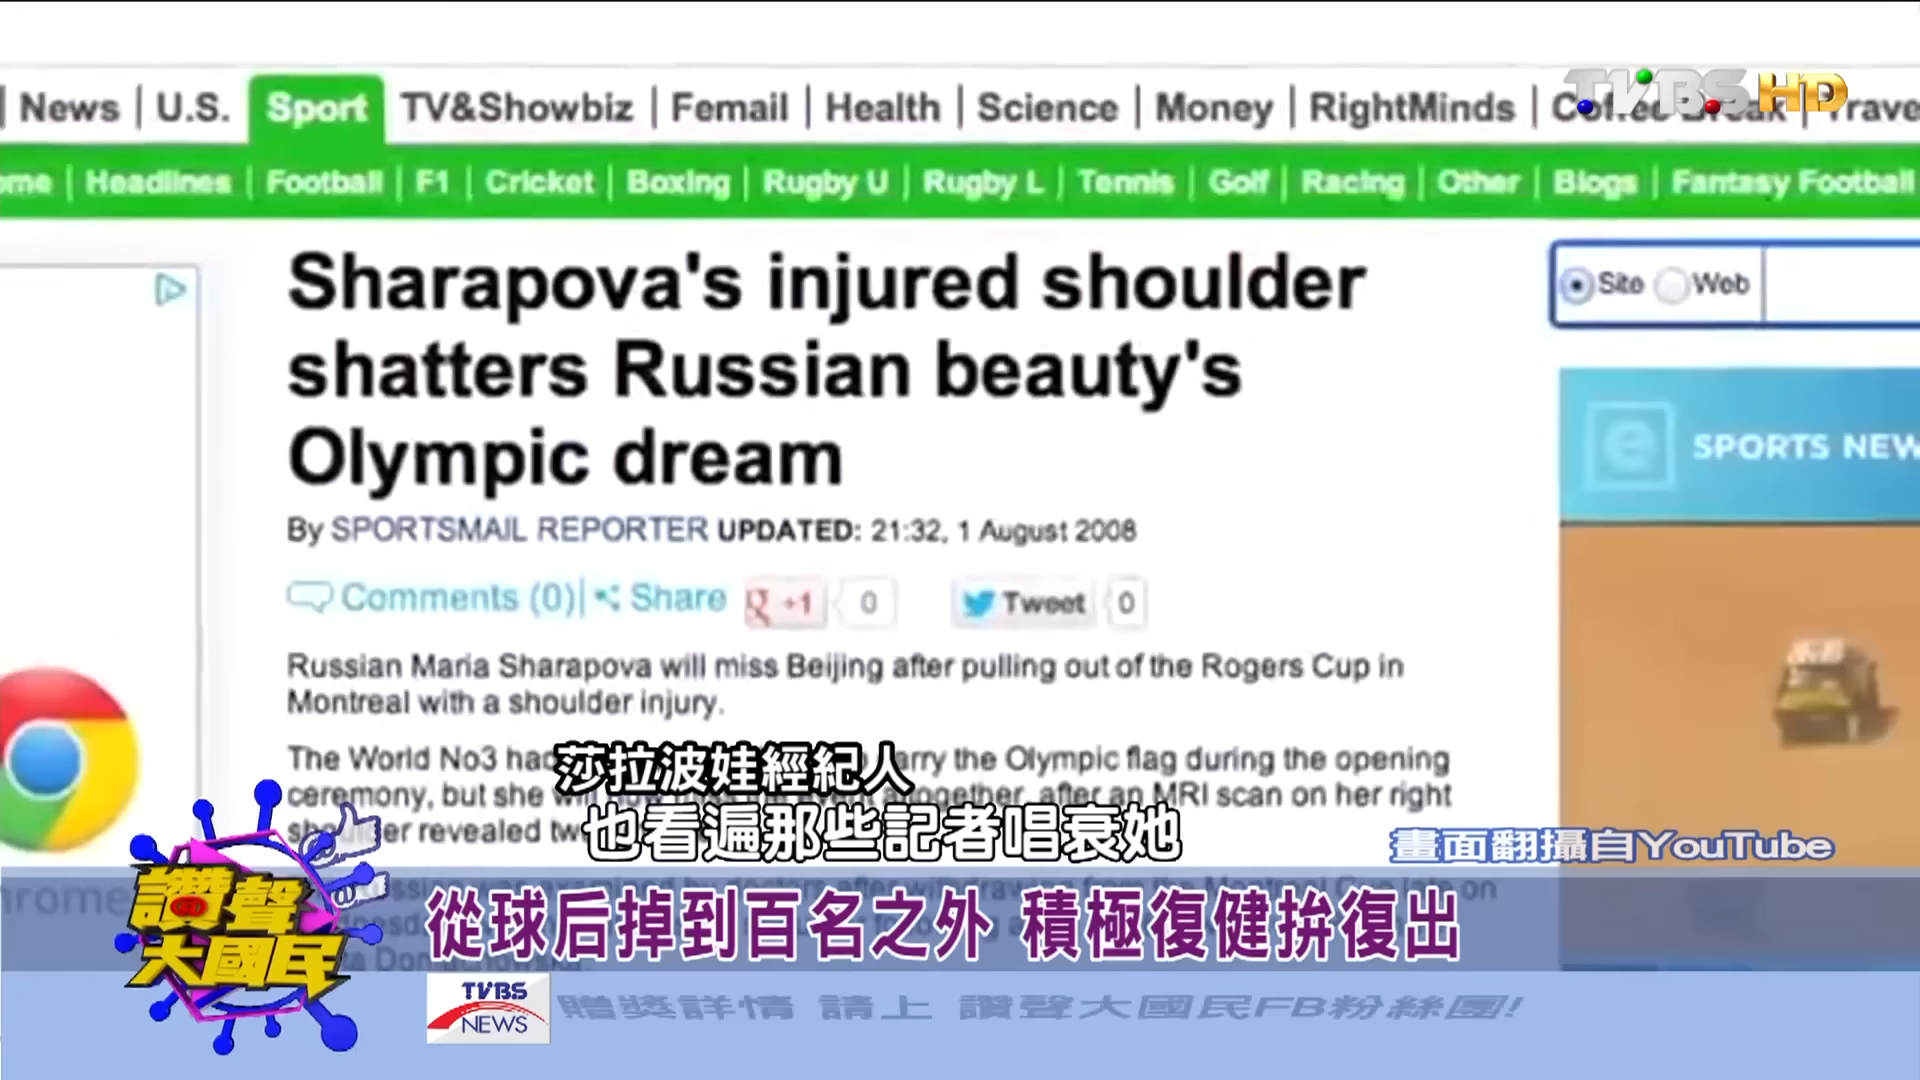 News | U.S. Sport TV&Showbiz | Femail | Health | Science | Money | RightMinds |
TVBS HD
Headlines | Football | F1 | Cricket | Boxing | Rugby U | Rugby L | Tennis | Golf | Racing | Other | Blogs | Fantasy Football
Sharapova's injured shoulder
shatters Russian beauty's
Olympic dream
Site Web
SPORTS
By SPORTSMAIL REPORTER UPDATED: 21:32, 1 August 2008
Comments (0) | Share +1 0 Tweet 0
Russian Maria Sharapova will miss Beijing after pulling out of the Rogers Cup in
Montreal with a shoulder injury.
The World No3 had
the Olympic flag during the opening
ceremony, but she
after an MRI scan on her right
revealed
莎拉波娃經紀人
也看遍那些記者唱衰她
畫面翻攝自YouTube
讚聲
大國民
從球后掉到百名之外 積極復健拚復出
TVBS
NEWS
贈獎詳情 請上 讚聲大國民FB粉絲團!